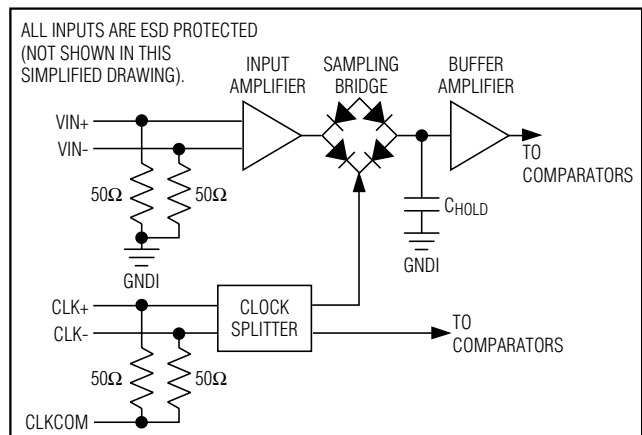 ALL INPUTS ARE ESD PROTECTED
(NOT SHOWN IN THIS
SIMPLIFIED DRAWING).
INPUT
AMPLIFIER
SAMPLING
BRIDGE
BUFFER
AMPLIFIER
VIN+
VIN-
TO
COMPARATORS
50Ω
50Ω
CHOLD
GNDI
GNDI
CLK+
CLK-
CLOCK
SPLITTER
TO
COMPARATORS
50Ω
50Ω
CLKCOM